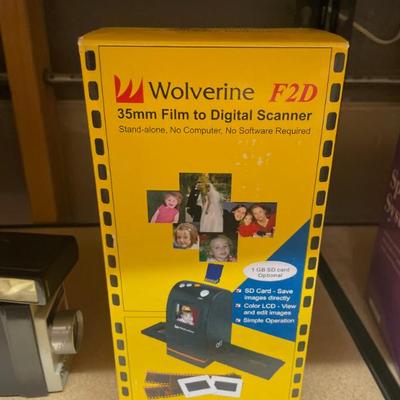 Wolverine F2D
35mm Film to Digital Scanner
Stand-alone, No Computer, No Software Required
1 GB SD card
Optional
SD Card - Save
images directly
Color LCD - View
and edit images
Simple Operation